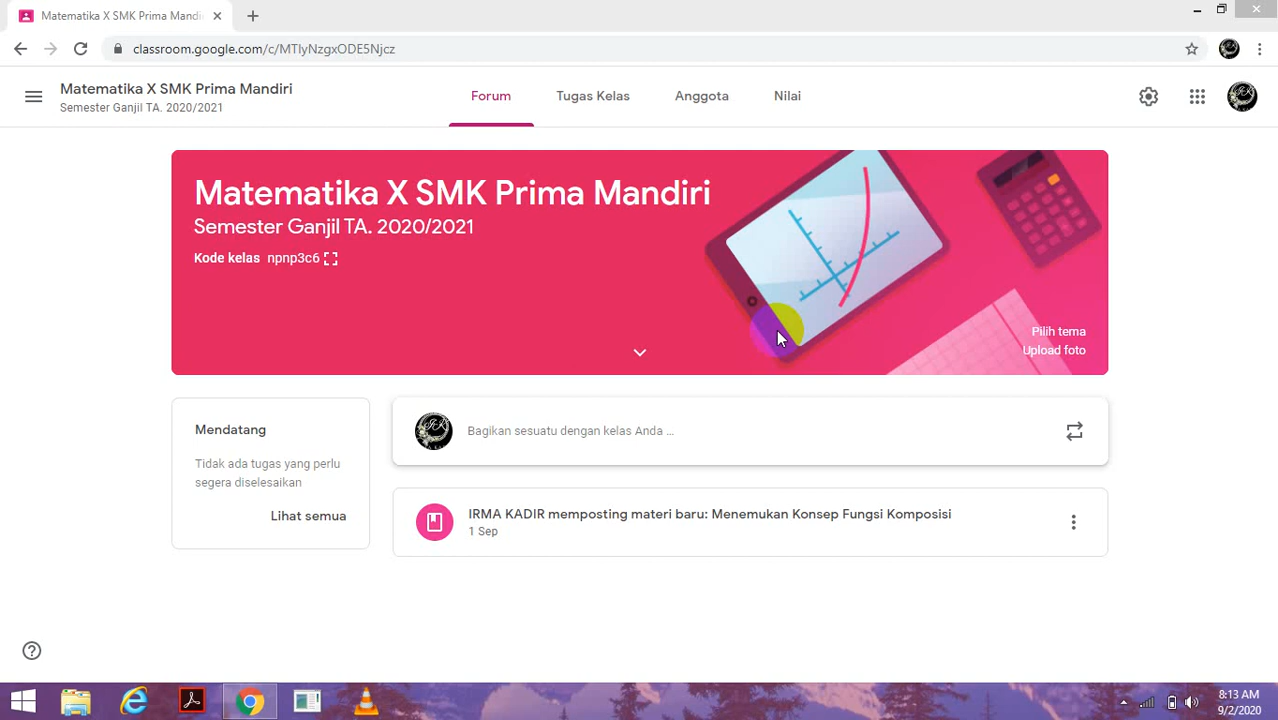 Matematika X SMK Prima Mandi
classroom.google.com/c/MTIyNzgxODE5Njcz
Matematika X SMK Prima Mandiri
Semester Ganjil TA. 2020/2021
Forum
Tugas Kelas
Anggota
Nilai
Matematika X SMK Prima Mandiri
Semester Ganjil TA. 2020/2021
Kode kelas npnp3c6
Pilih tema
Upload foto
Mendatang
Tidak ada tugas yang perlu
segera diselesaikan
Lihat semua
Bagikan sesuatu dengan kelas Anda ...
IRMA KADIR memposting materi baru: Menemukan Konsep Fungsi Komposisi
1 Sep
8:13 AM
9/2/2020